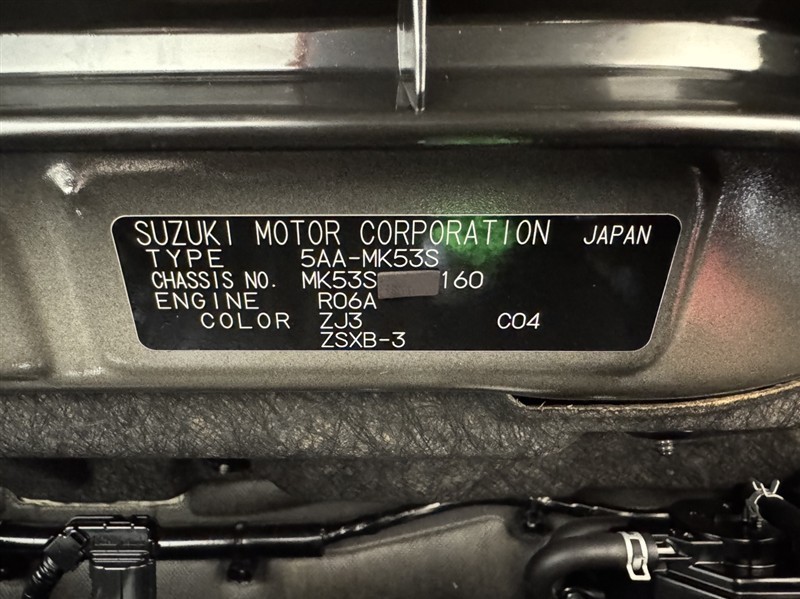 SUZUKI MOTOR CORPORATION JAPAN
TYPE 5AA-MK53S
CHASSIS NO. MK53S 160
ENGINE R06A
COLOR ZJ3 C04
ZSXB-3